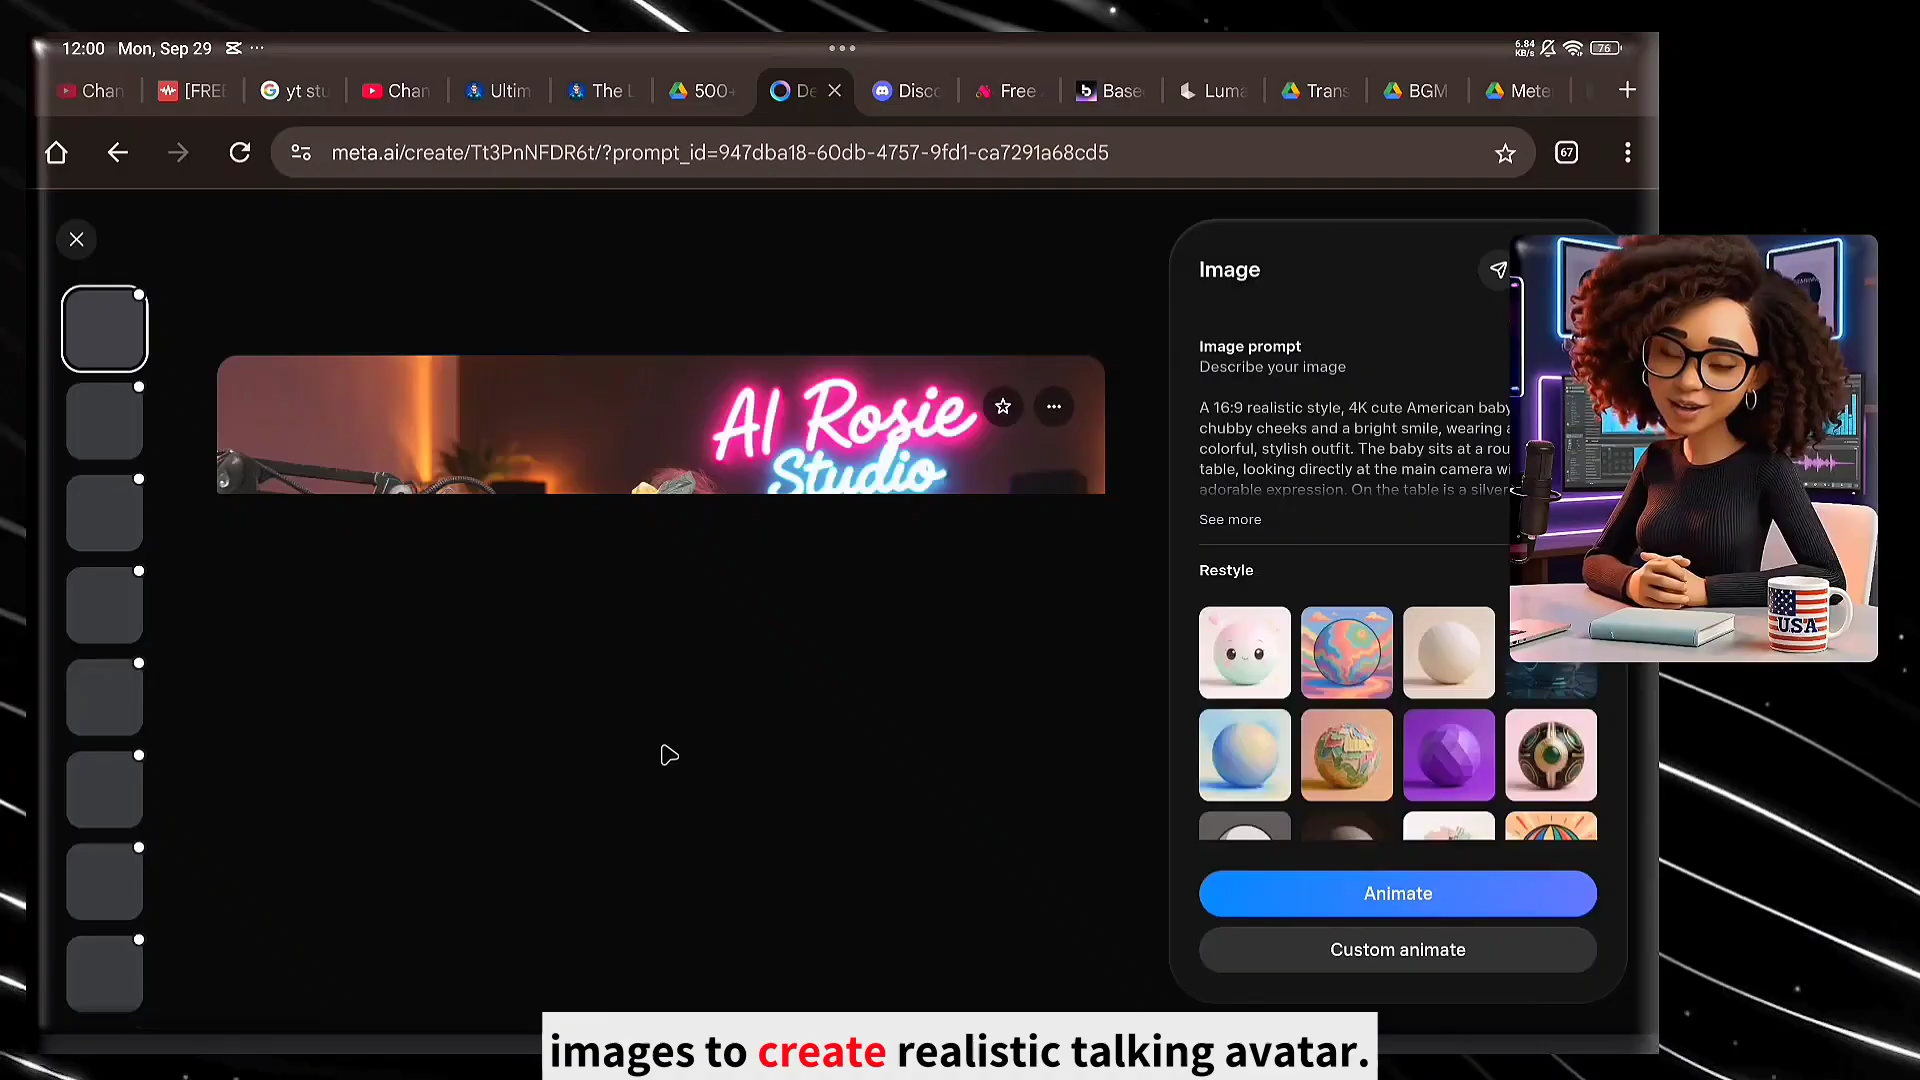 12:00 Mon, Sep 29 ...
6.84
KB/s
76
Chan
[FREE
yt stu
Chan
Ultim
The L
500+
De
Disco
Free
Base
Luma
Trans
BGM
Mete
meta.ai/create/Tt3PnNFDR6t/?prompt_id=947dba18-60db-4757-9fd1-ca7291a68cd5
67
AI Rosie
Studio
Image
Image prompt
Describe your image
A 16:9 realistic style, 4K cute American baby
chubby cheeks and a bright smile, wearing a
colorful, stylish outfit. The baby sits at a rou
table, looking directly at the main camera wi
adorable expression. On the table is a silver
See more
Restyle
Animate
Custom animate
USA
images to create realistic talking avatar.